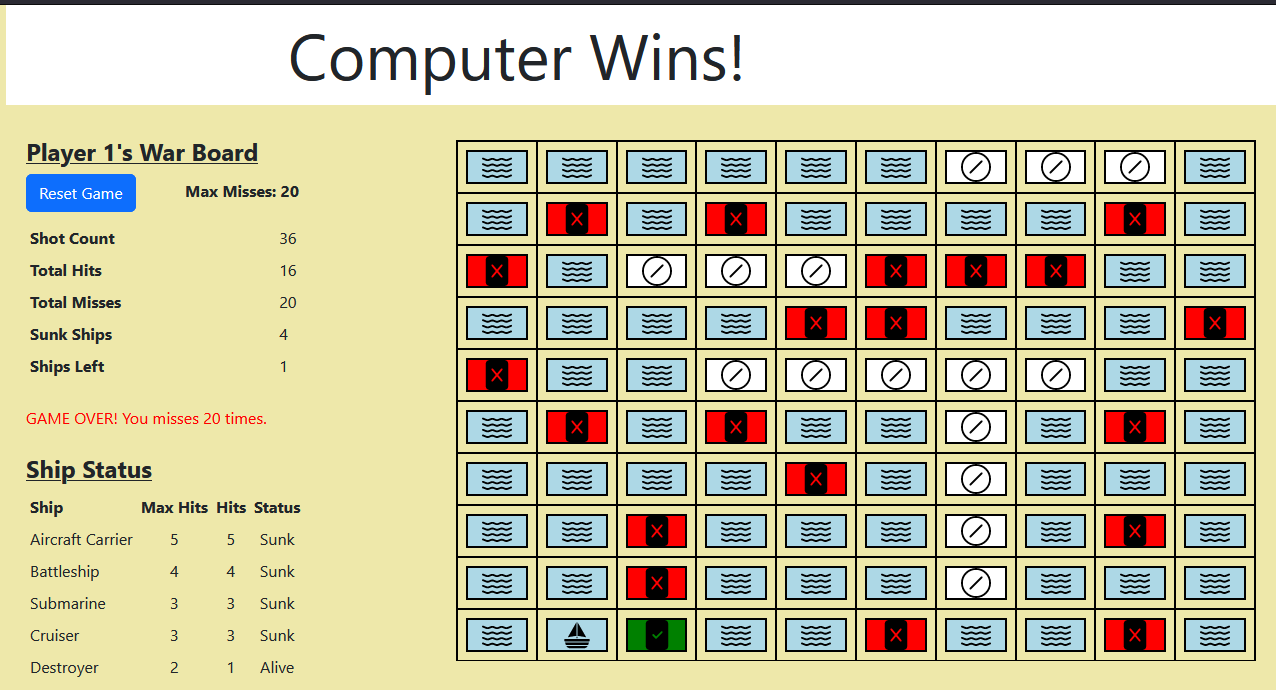 Computer Wins!
Player 1's War Board
Reset Game Max Misses: 20
Shot Count 36
Total Hits 16
Total Misses 20
Sunk Ships 4
Ships Left 1
GAME OVER! You misses 20 times.
Ship Status
Ship Max Hits Hits Status
Aircraft Carrier 5 5 Sunk
Battleship 4 4 Sunk
Submarine 3 3 Sunk
Cruiser 3 3 Sunk
Destroyer 2 1 Alive